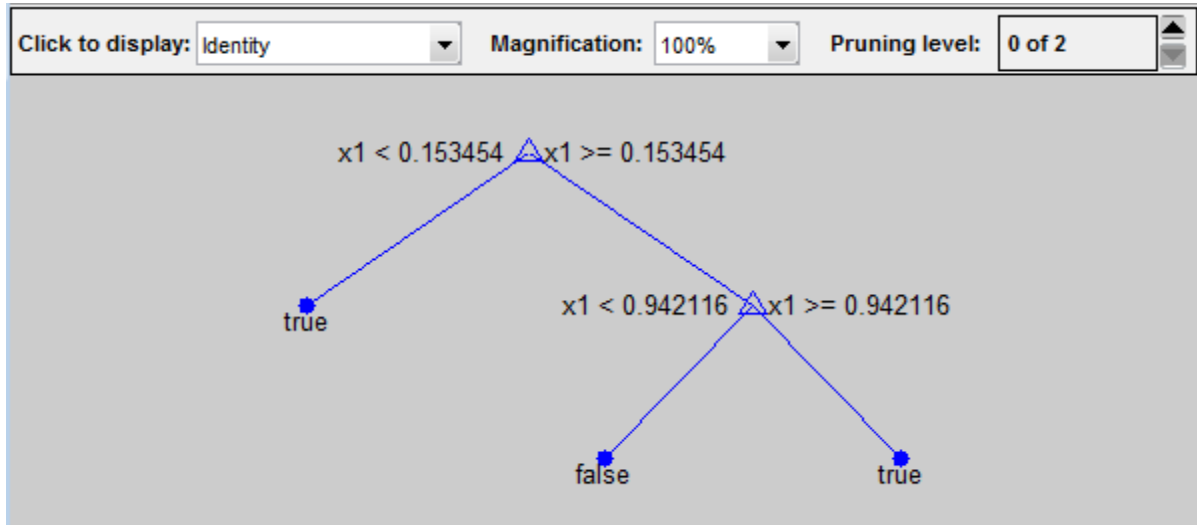 Click to display: Identity Magnification: 100% Pruning level: 0 of 2
x1 < 0.153454 x1 >= 0.153454
true
x1 < 0.942116 x1 >= 0.942116
false true